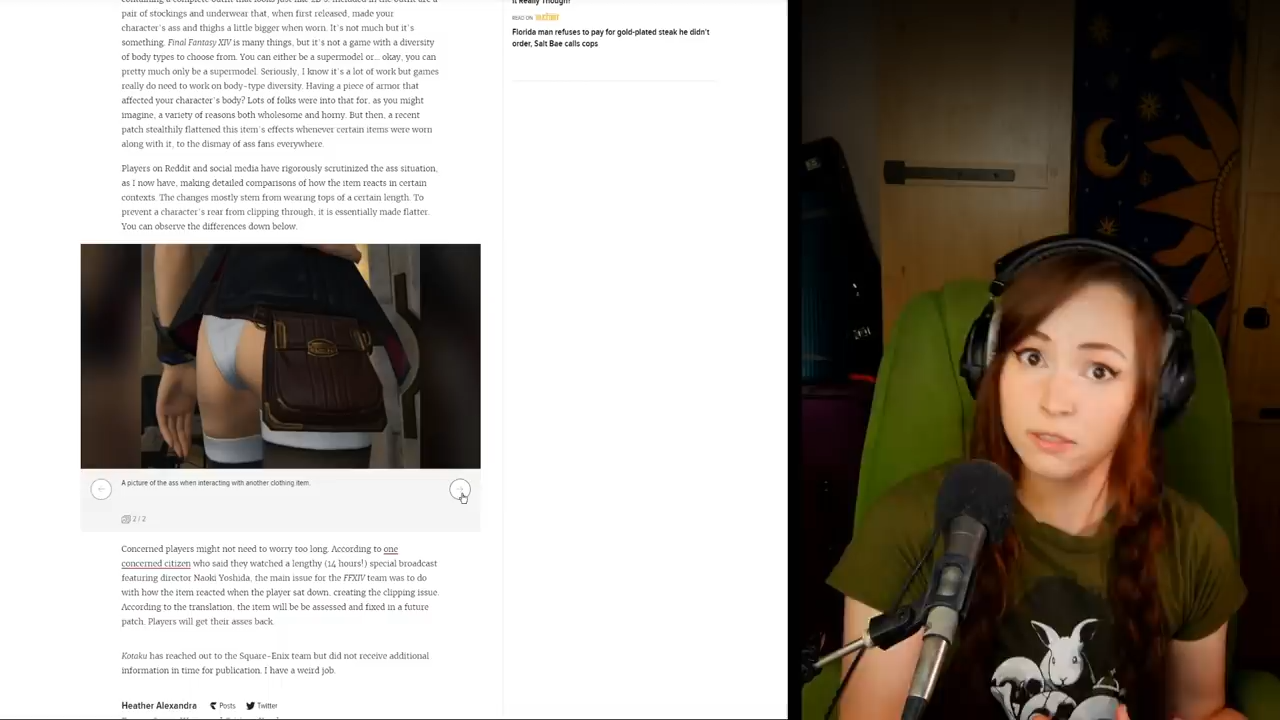 containing a complete outfit that looks just like 2B's. Included in the outfit are a
pair of stockings and underwear that, when first released, made your
character's ass and thighs a little bigger when worn. It's not much but it's
something. Final Fantasy XIV is many things, but it's not a game with a diversity
of body types to choose from. You can either be a supermodel or… okay, you can
pretty much only be a supermodel. Seriously, I know it's a lot of work but games
really do need to work on body-type diversity. Having a piece of armor that
affected your character's body? Lots of folks were into that for, as you might
imagine, a variety of reasons both wholesome and horny. But then, a recent
patch stealthily flattened this item's effects whenever certain items were worn
along with it, to the dismay of ass fans everywhere.
Players on Reddit and social media have rigorously scrutinized the ass situation,
as I now have, making detailed comparisons of how the item reacts in certain
contexts. The changes mostly stem from wearing tops of a certain length. To
prevent a character's rear from clipping through, it is essentially made flatter.
You can observe the differences down below.
A picture of the ass when interacting with another clothing item.
2 / 2
Concerned players might not need to worry too long. According to one
concerned citizen who said they watched a lengthy (14 hours!) special broadcast
featuring director Naoki Yoshida, the main issue for the FFXIV team was to do
with how the item reacted when the player sat down, creating the clipping issue.
According to the translation, the item will be be assessed and fixed in a future
patch. Players will get their asses back.
Kotaku has reached out to the Square-Enix team but did not receive additional
information in time for publication. I have a weird job.
Heather Alexandra Posts Twitter
It Really Though?
READ ON
Florida man refuses to pay for gold-plated steak he didn't
order, Salt Bae calls cops